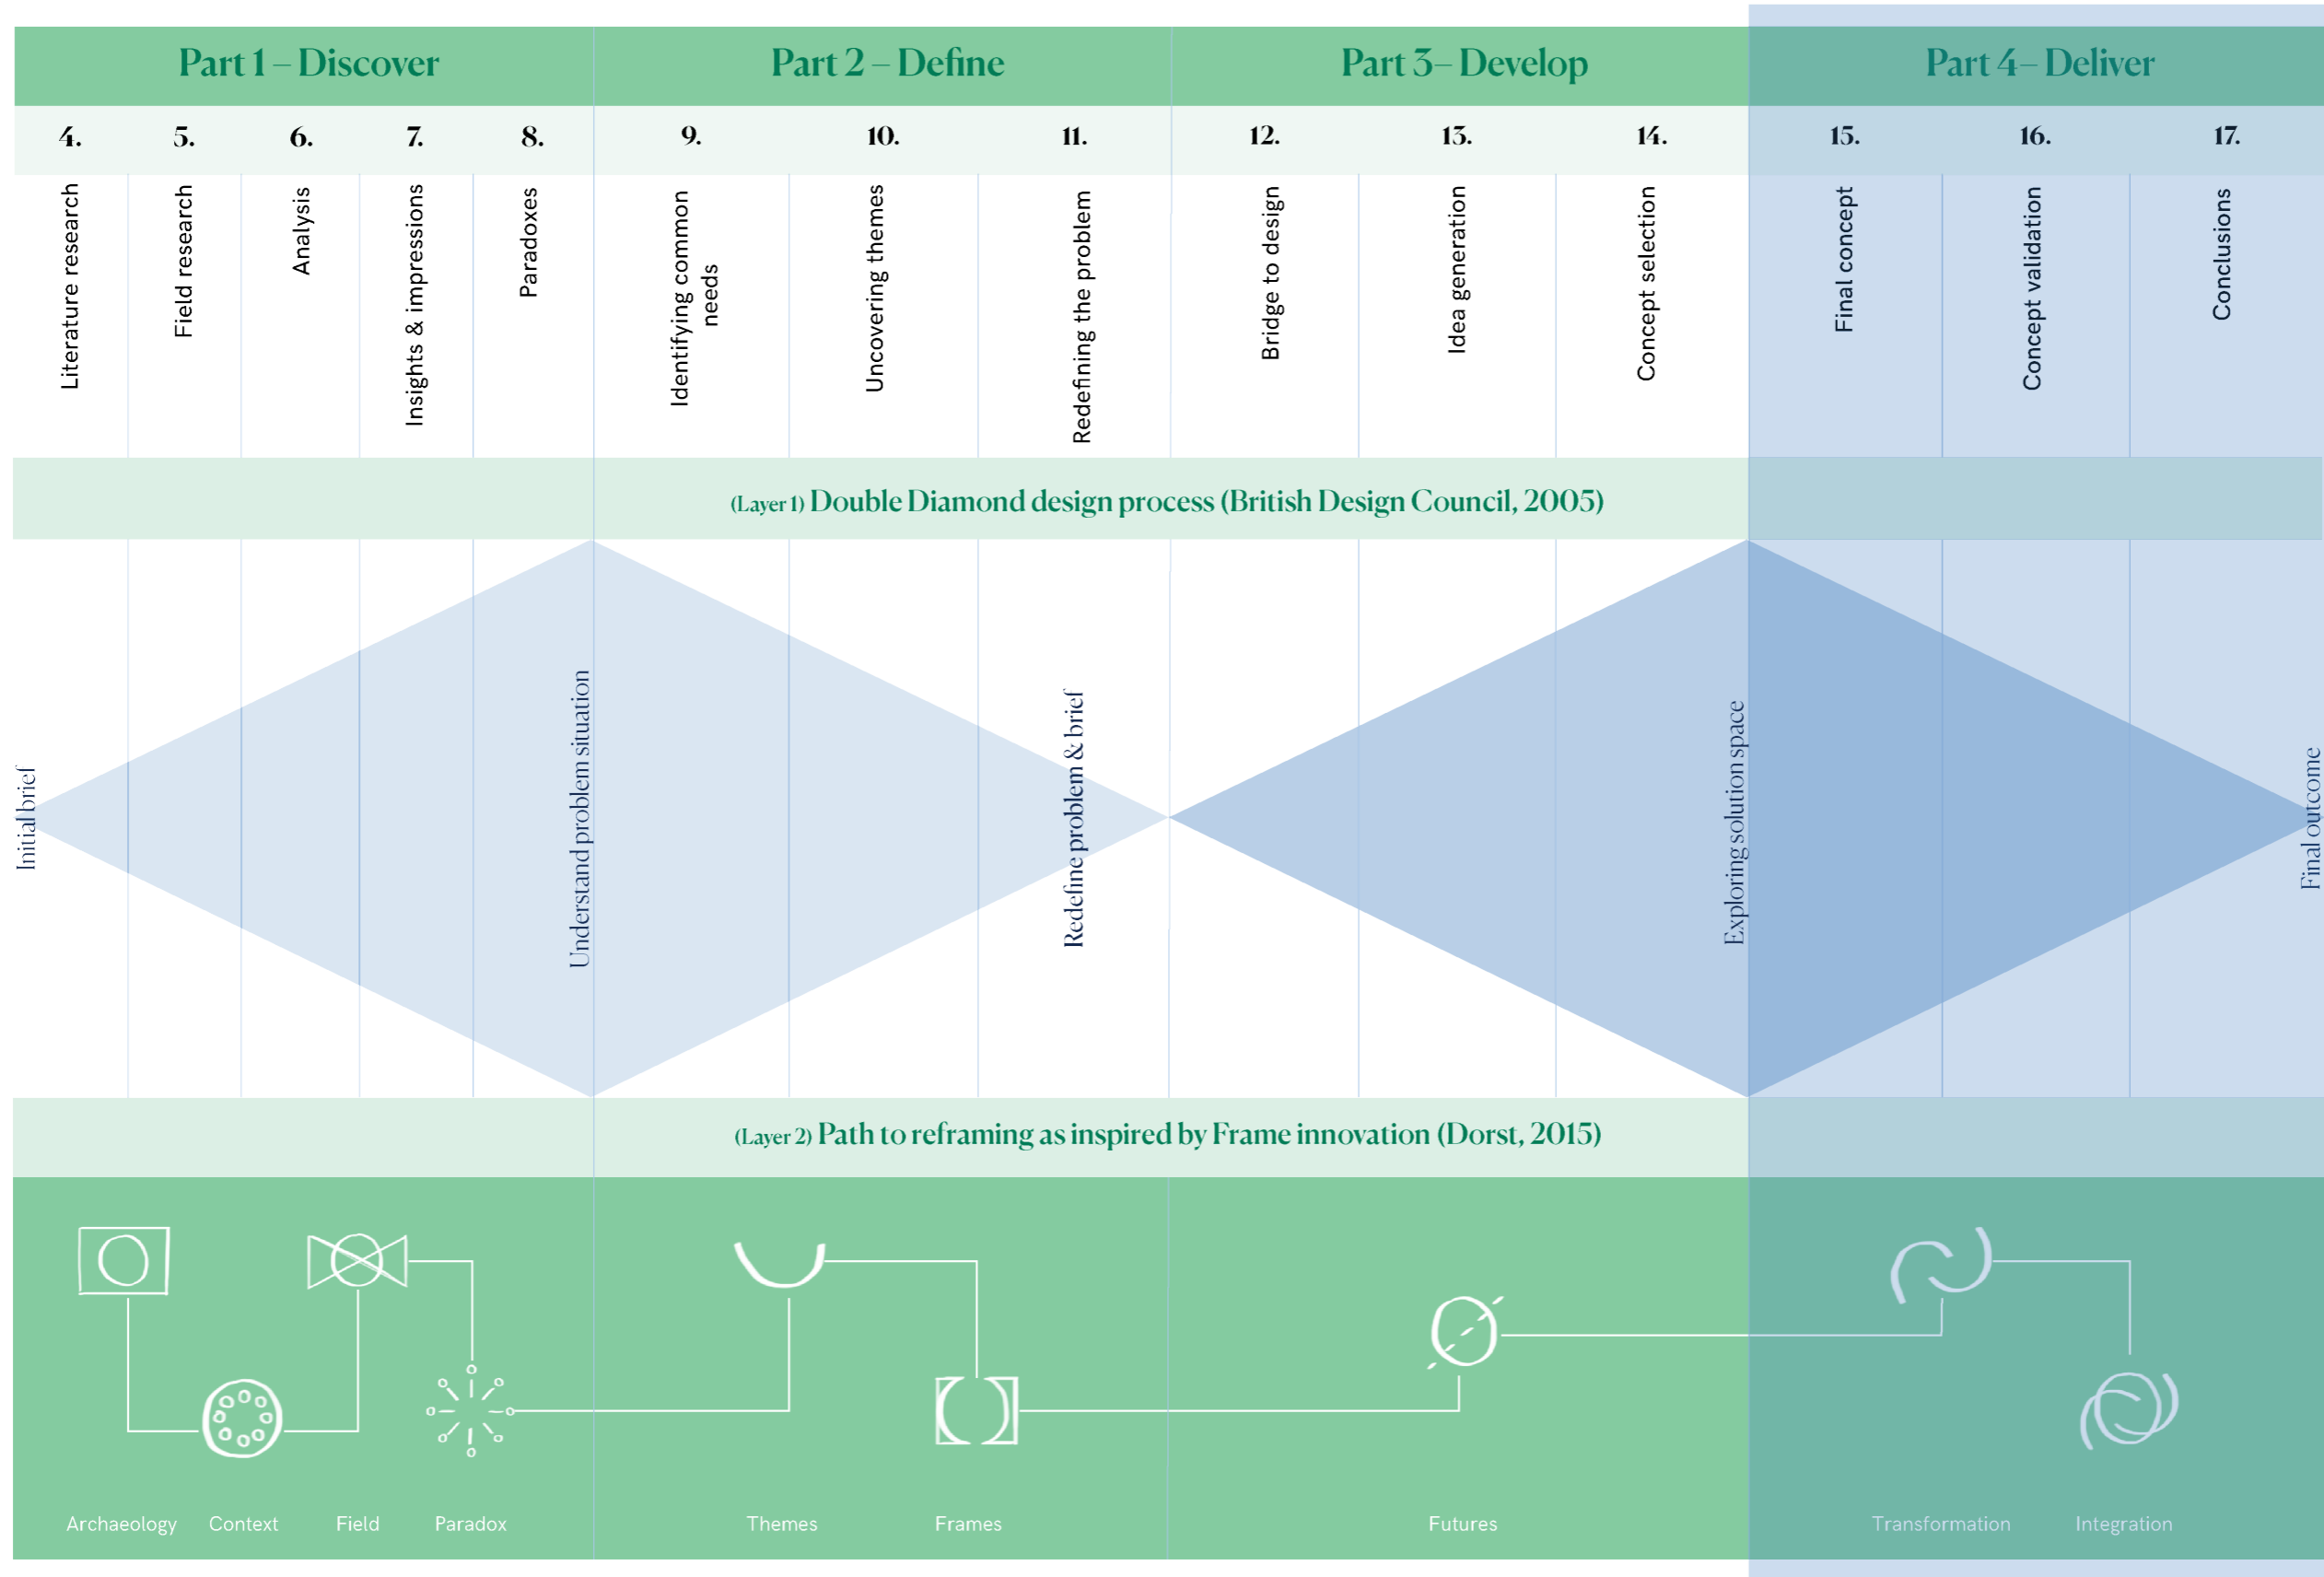 Part 1 – Discover
Part 2 – Define
Part 3– Develop
Part 4– Deliver
4.
5.
6.
7.
8.
9.
10.
11.
12.
13.
14.
15.
16.
17.
Literature research
Field research
Analysis
Insights & impressions
Paradoxes
Identifying common
needs
Uncovering themes
Redefining the problem
Bridge to design
Idea generation
Concept selection
Final concept
Concept validation
Conclusions
(Layer 1) Double Diamond design process (British Design Council, 2005)
Initial brief
Understand problem situation
Redefine problem & brief
Exploring solution space
Final outcome
(Layer 2) Path to reframing as inspired by Frame innovation (Dorst, 2015)
Archaeology
Context
Field
Paradox
Themes
Frames
Futures
Transformation
Integration